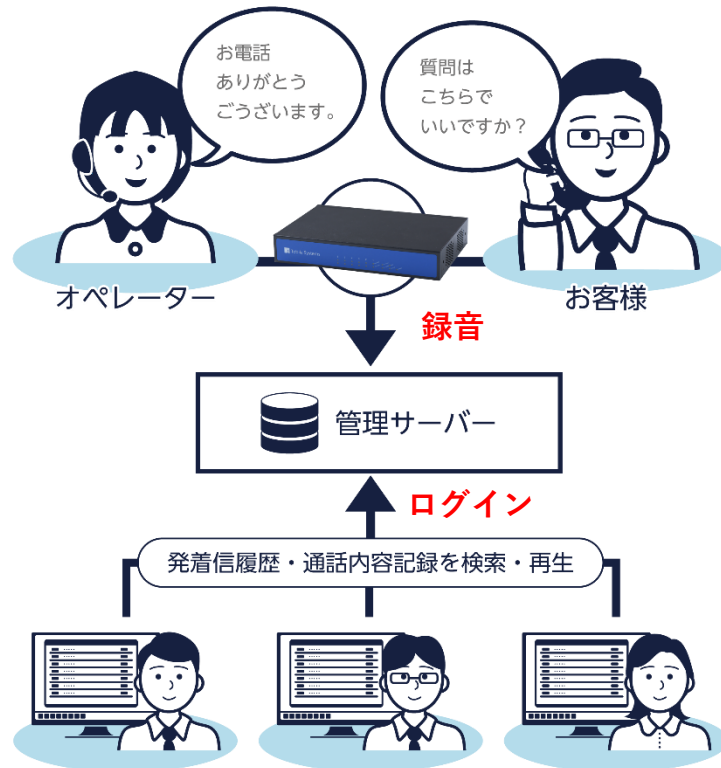 お電話
ありがとう
ごうざいます。
質問は
こちらで
いいですか？
オペレーター
お客様
録音
管理サーバー
ログイン
発着信履歴・通話内容記録を検索・再生